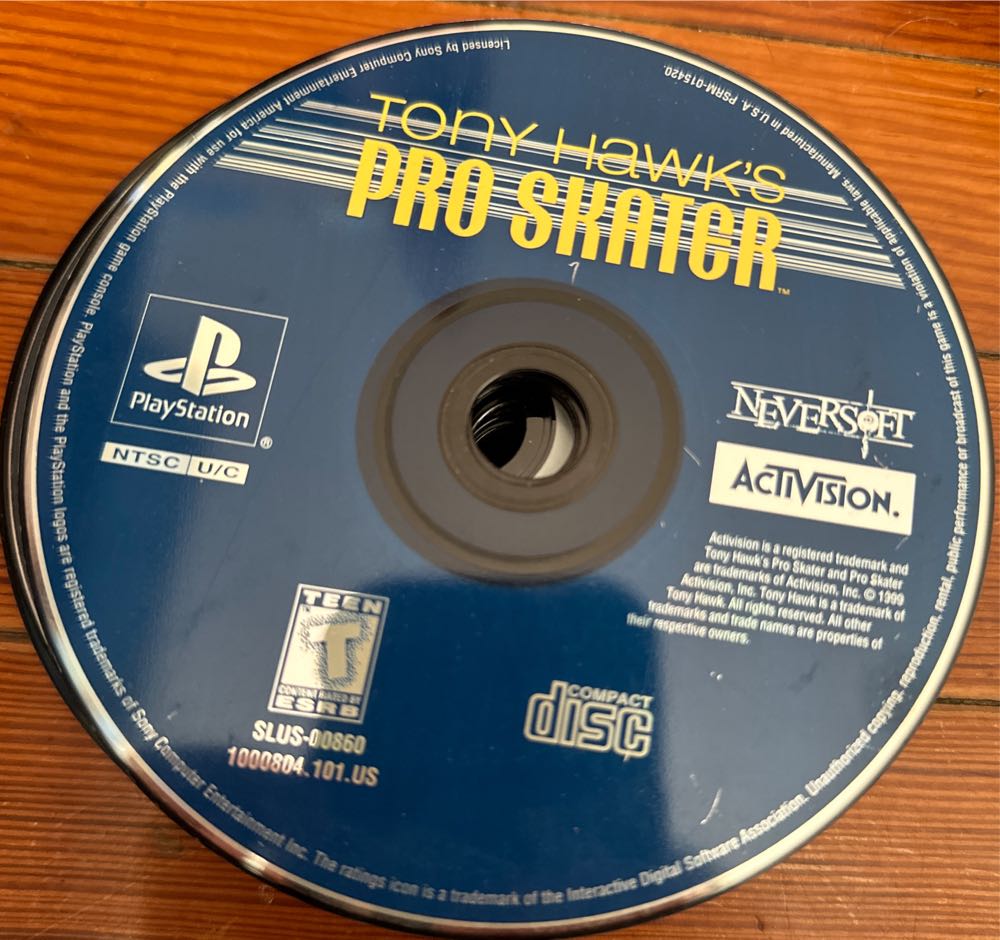 TONY HAWK'S
PRO SKATER™
PlayStation
®
NTSC U/C
NEVERSOFT
ACTIVISION.
Activision is a registered trademark and
Tony Hawk's Pro Skater and Pro Skater
are trademarks of Activision, Inc. © 1999
Activision, Inc. Tony Hawk is a trademark of
Tony Hawk. All rights reserved. All other
trademarks and trade names are properties of
their respective owners.
TEEN
T
CONTENT RATED BY
ESRB
SLUS-00860
1000804.101.US
COMPACT
disc
Licensed by Sony Computer Entertainment America for use with the PlayStation game console. PlayStation and the PlayStation logos are registered trademarks of Sony Computer Entertainment Inc. The ratings icon is a trademark of the Interactive Digital Software Association. Unauthorized copying, reproduction, rental, public performance or broadcast of this game is a violation of applicable laws. Manufactured in U.S.A. PSRM-015420.